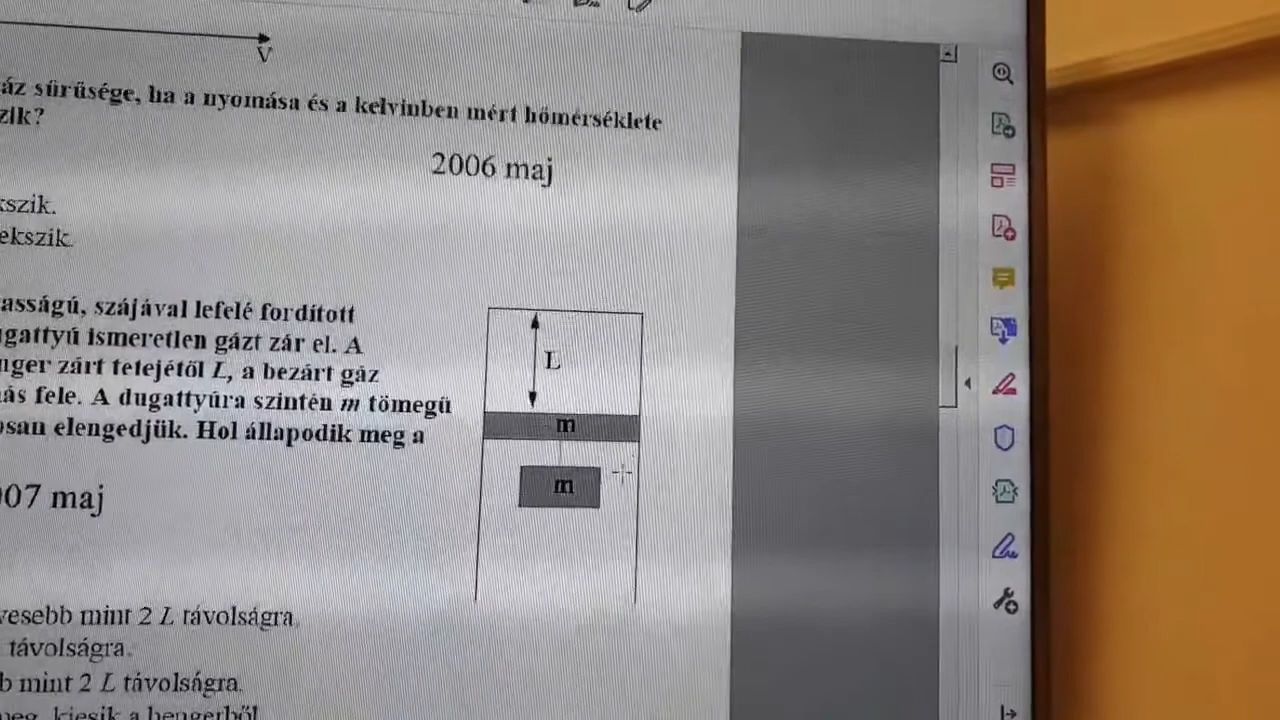 V
áz sűrűsége, ha a nyomása és a kelvinben mért hőmérséklete
zik?
2006 maj
kszik.
ekszik.
asságú, szájával lefelé fordított
gattyú ismeretlen gázt zár el. A
nger zárt tetejétől L, a bezárt gáz
ás fele. A dugattyúra szintén m tömegű
osan elengedjük. Hol állapodik meg a
L
m
m
007 maj
vesebb mint 2 L távolságra.
távolságra.
b mint 2 L távolságra.
meg, kiesik a hengerből